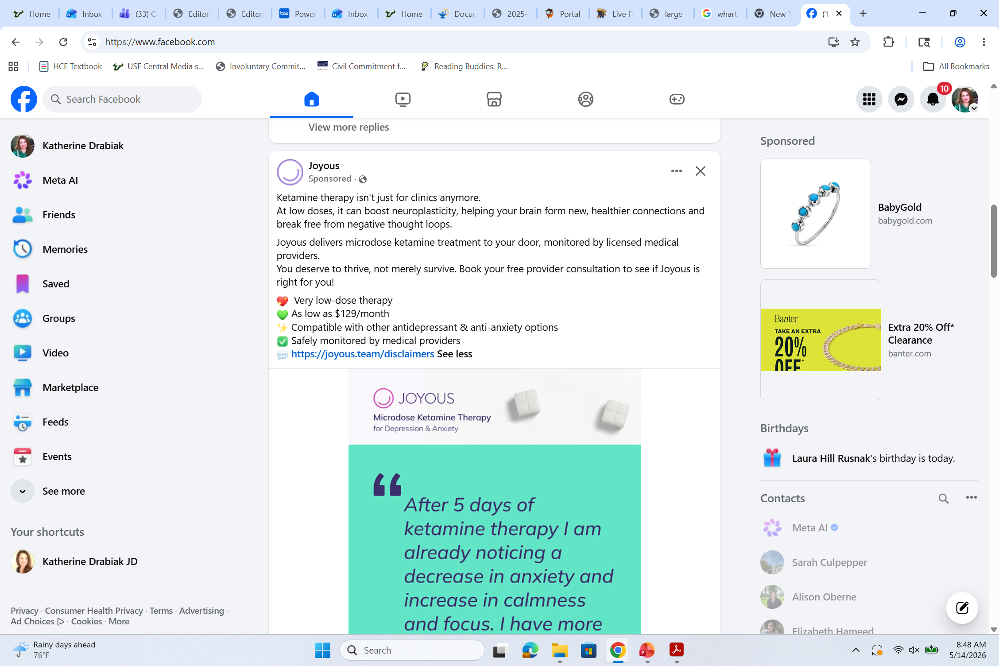 Home
Inbox
(33) Ca
Editori
Editori
box
Power
Inbox
Home
Docun
2025-
Portal
Live Fe
large_
wharto
New T
(1
https://www.facebook.com
HCE Textbook
USF Central Media s...
Involuntary Commit...
NHLC
Civil Commitment f...
Reading Buddies: R...
All Bookmarks
Search Facebook
10
Katherine Drabiak
Meta AI
Friends
Memories
Saved
Groups
Video
Marketplace
Feeds
Events
See more
Your shortcuts
Katherine Drabiak JD
Privacy · Consumer Health Privacy · Terms · Advertising ·
Ad Choices · Cookies · More
View more replies
Joyous
Sponsored ·
Ketamine therapy isn't just for clinics anymore.
At low doses, it can boost neuroplasticity, helping your brain form new, healthier connections and
break free from negative thought loops.
Joyous delivers microdose ketamine treatment to your door, monitored by licensed medical
providers.
You deserve to thrive, not merely survive. Book your free provider consultation to see if Joyous is
right for you!
💖 Very low-dose therapy
💚 As low as $129/month
✨ Compatible with other antidepressant & anti-anxiety options
✅ Safely monitored by medical providers
💬 https://joyous.team/disclaimers See less
JOYOUS
Microdose Ketamine Therapy
for Depression & Anxiety
“
After 5 days of
ketamine therapy I am
already noticing a
decrease in anxiety and
increase in calmness
and focus. I have more
Sponsored
BabyGold
babygold.com
Banter
TAKE AN EXTRA
20%
OFF*
Extra 20% Off*
Clearance
banter.com
Birthdays
Laura Hill Rusnak's birthday is today.
Contacts
Meta AI
Sarah Culpepper
Alison Oberne
Elizabeth Hameed
Rainy days ahead
76°F
Search
8:48 AM
5/14/2026